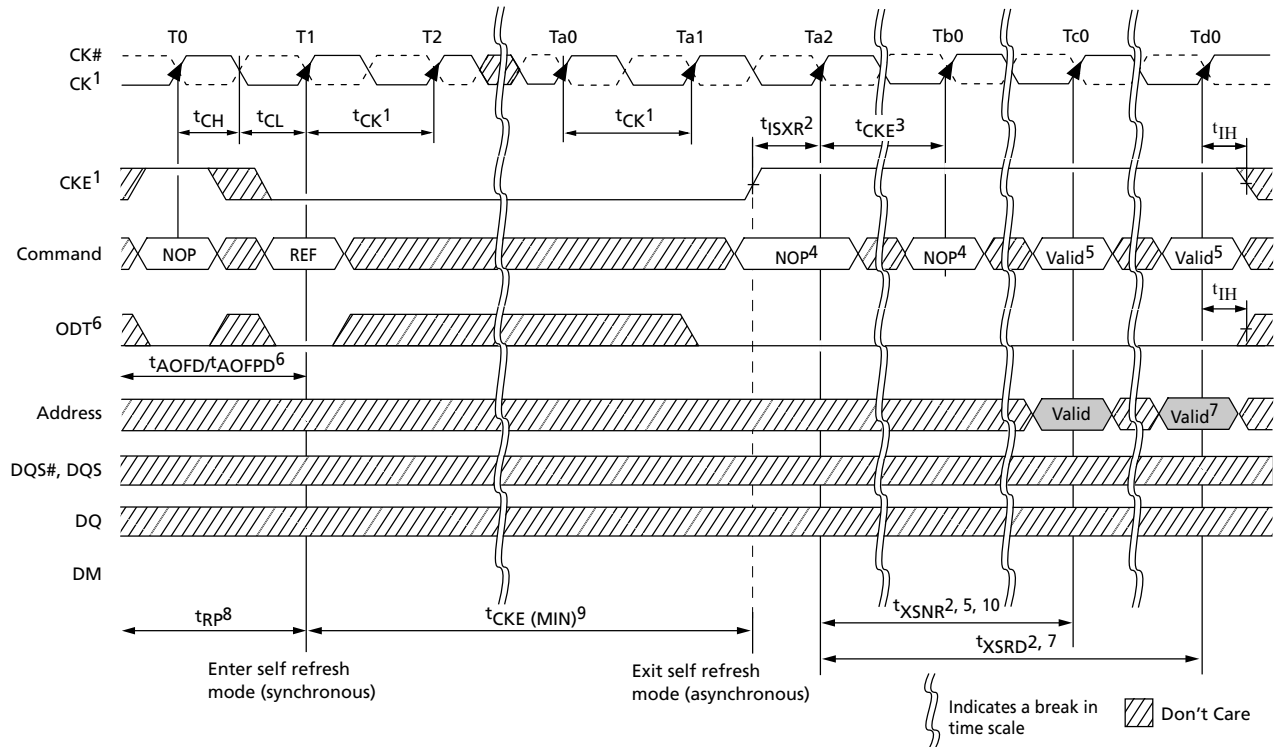 T0 T1 T2 Ta0 Ta1 Ta2 Tb0 Tc0 Td0
CK#
CK1
tCH tCL tCK1 tCK1 tISXR2 tCKE3 tIH
CKE1
Command NOP REF NOP4 NOP4 Valid5 Valid5
tIH
ODT6
tAOFD/tAOFPD6
Address Valid Valid7
DQS#, DQS
DQ
DM
tRP8 tCKE (MIN)9 tXSNR2, 5, 10
tXSRD2, 7
Enter self refresh
mode (synchronous)
Exit self refresh
mode (asynchronous)
Indicates a break in
time scale
Don't Care